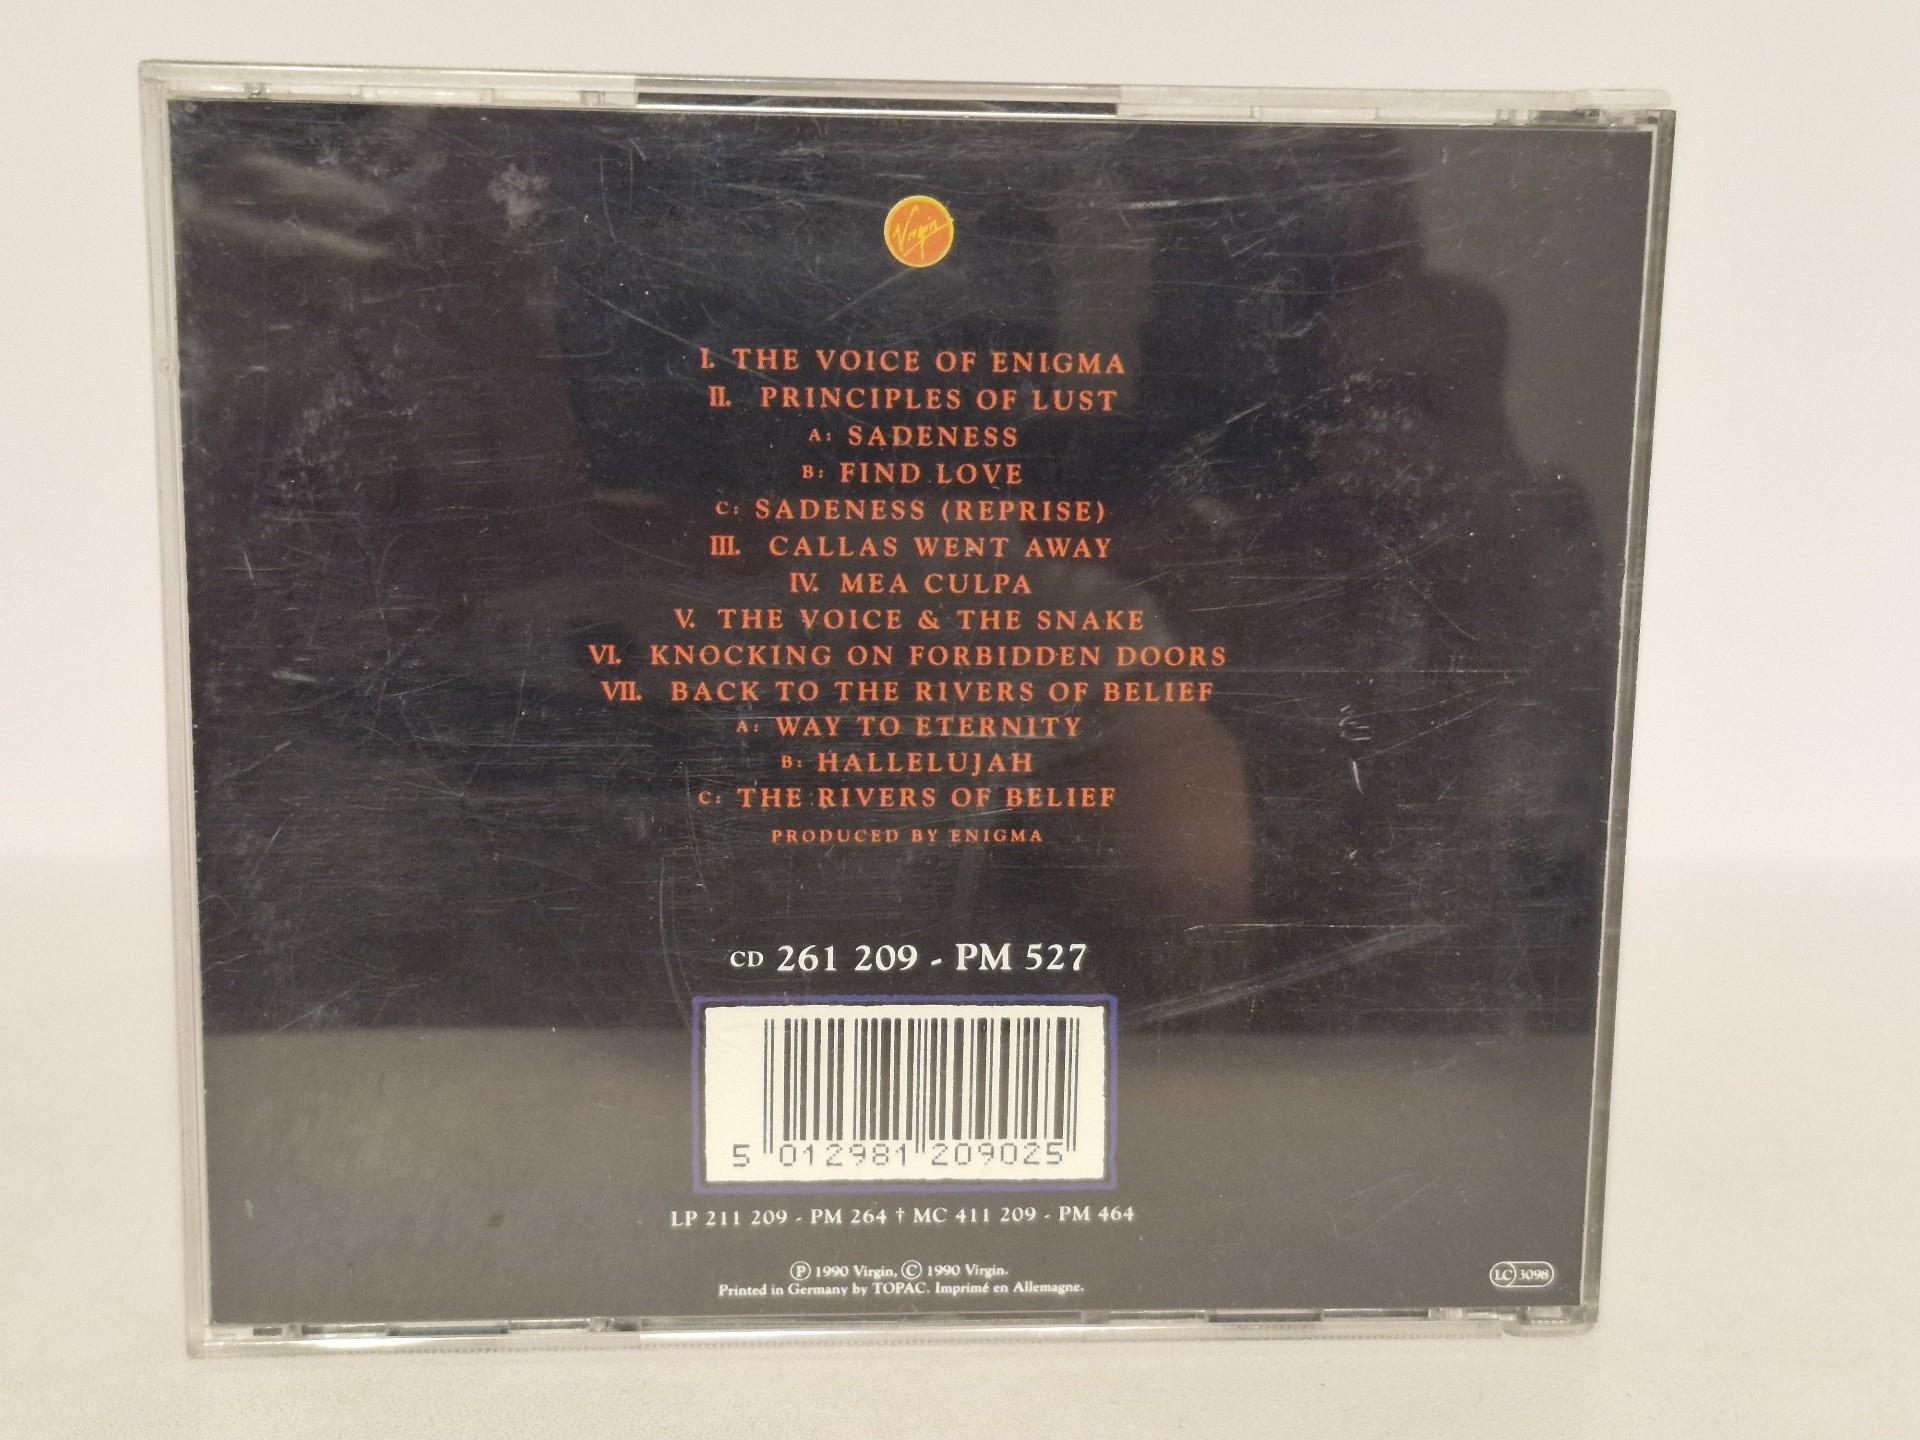 Virgin
I. THE VOICE OF ENIGMA
II. PRINCIPLES OF LUST
A: SADENESS
B: FIND LOVE
C: SADENESS (REPRISE)
III. CALLAS WENT AWAY
IV. MEA CULPA
V. THE VOICE & THE SNAKE
VI. KNOCKING ON FORBIDDEN DOORS
VII. BACK TO THE RIVERS OF BELIEF
A: WAY TO ETERNITY
B: HALLELUJAH
C: THE RIVERS OF BELIEF
PRODUCED BY ENIGMA
CD 261 209 - PM 527
5 012981 209025
LP 211 209 - PM 264 † MC 411 209 - PM 464
Ⓟ 1990 Virgin, Ⓒ 1990 Virgin.
Printed in Germany by TOPAC. Imprimé en Allemagne.
LC 3098